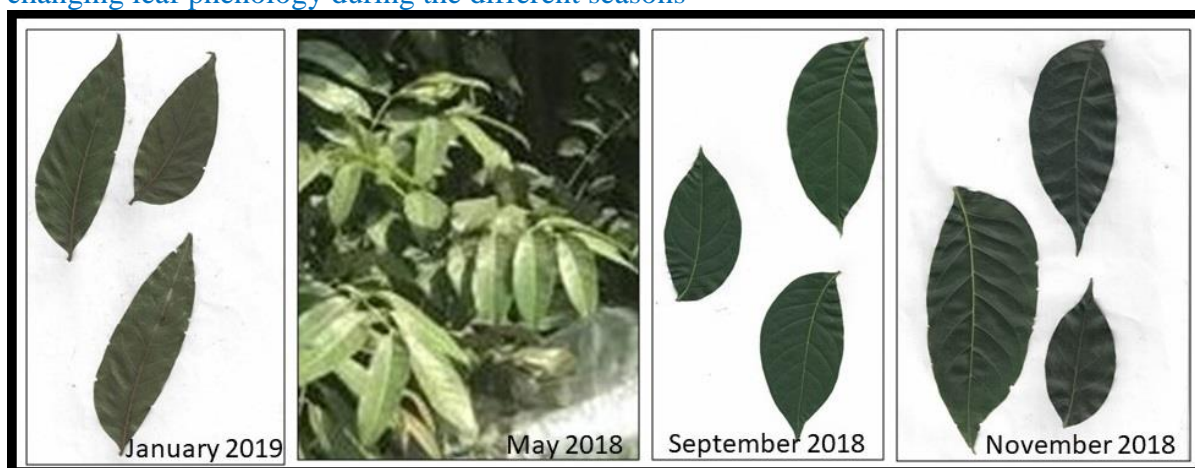 changing leaf phenology during the different seasons
January 2019
May 2018
September 2018
November 2018